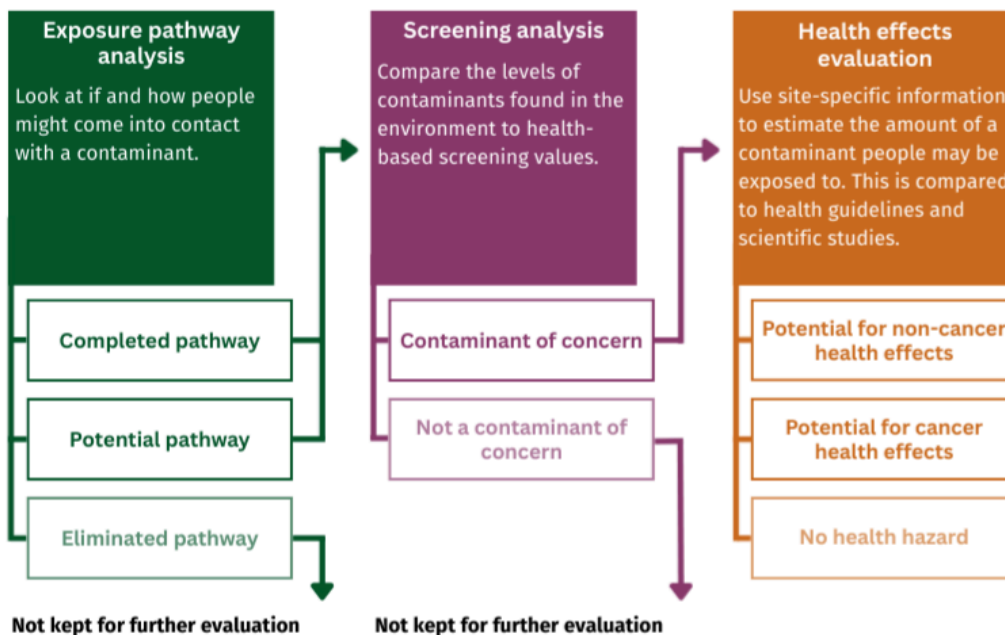 Exposure pathway
analysis
Look at if and how people
might come into contact
with a contaminant.
Completed pathway
Potential pathway
Eliminated pathway
Not kept for further evaluation
Screening analysis
Compare the levels of
contaminants found in the
environment to health-
based screening values.
Contaminant of concern
Not a contaminant of
concern
Not kept for further evaluation
Health effects
evaluation
Use site-specific information
to estimate the amount of a
contaminant people may be
exposed to. This is compared
to health guidelines and
scientific studies.
Potential for non-cancer
health effects
Potential for cancer
health effects
No health hazard